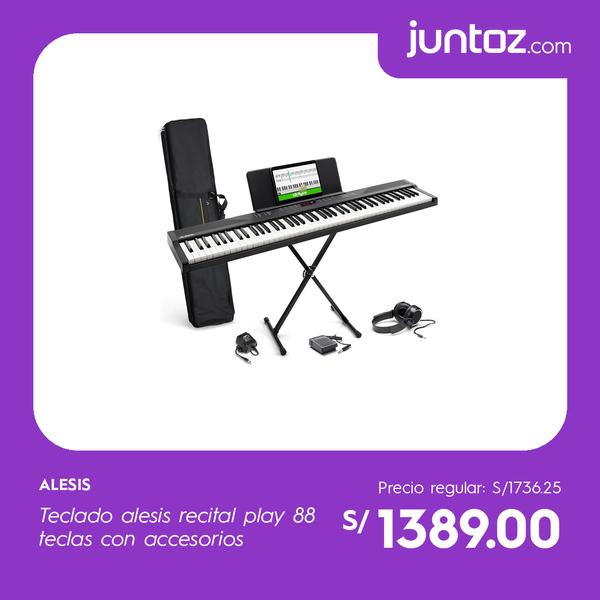 juntoz.com
ALESIS
Teclado alesis recital play 88
teclas con accesorios
Precio regular: S/1736.25
S/1389.00